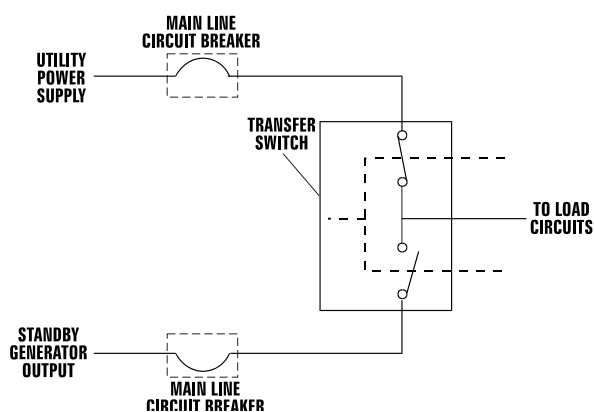 MAIN LINE
CIRCUIT BREAKER
UTILITY
POWER
SUPPLY
TRANSFER
SWITCH
TO LOAD
CIRCUITS
STANDBY
GENERATOR
OUTPUT
MAIN LINE
CIRCUIT BREAKER